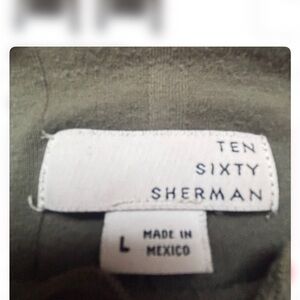 TEN
SIXTY
SHERMAN
L
MADE IN
MEXICO